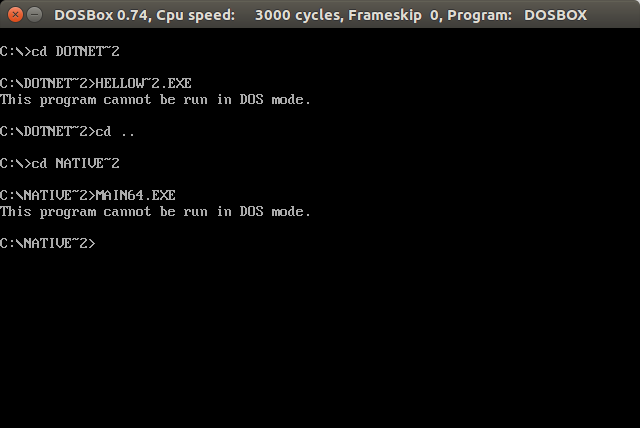 DOSBox 0.74, Cpu speed: 3000 cycles, Frameskip 0, Program: DOSBOX
C:\>cd DOTNET~2
C:\DOTNET~2>HELLOW~2.EXE
This program cannot be run in DOS mode.
C:\DOTNET~2>cd ..
C:\>cd NATIVE~2
C:\NATIVE~2>MAIN64.EXE
This program cannot be run in DOS mode.
C:\NATIVE~2>